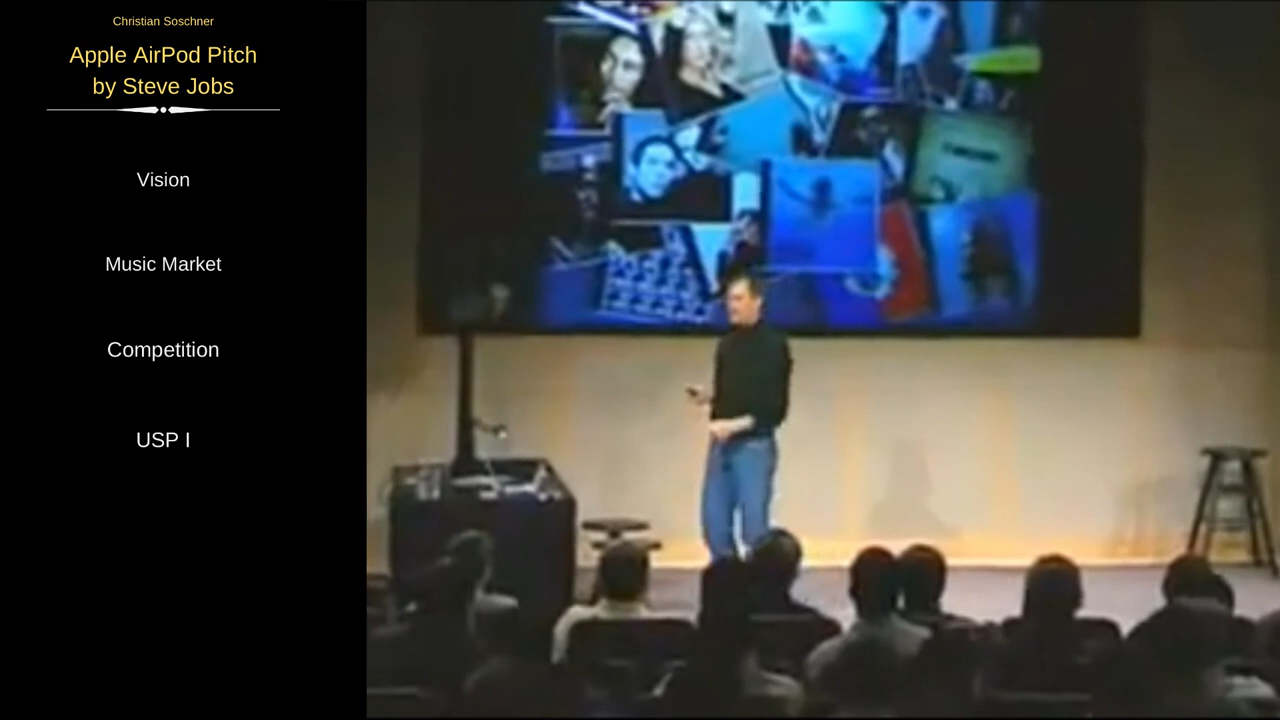 Christian Soschner
Apple AirPod Pitch
by Steve Jobs
Vision
Music Market
Competition
USP I